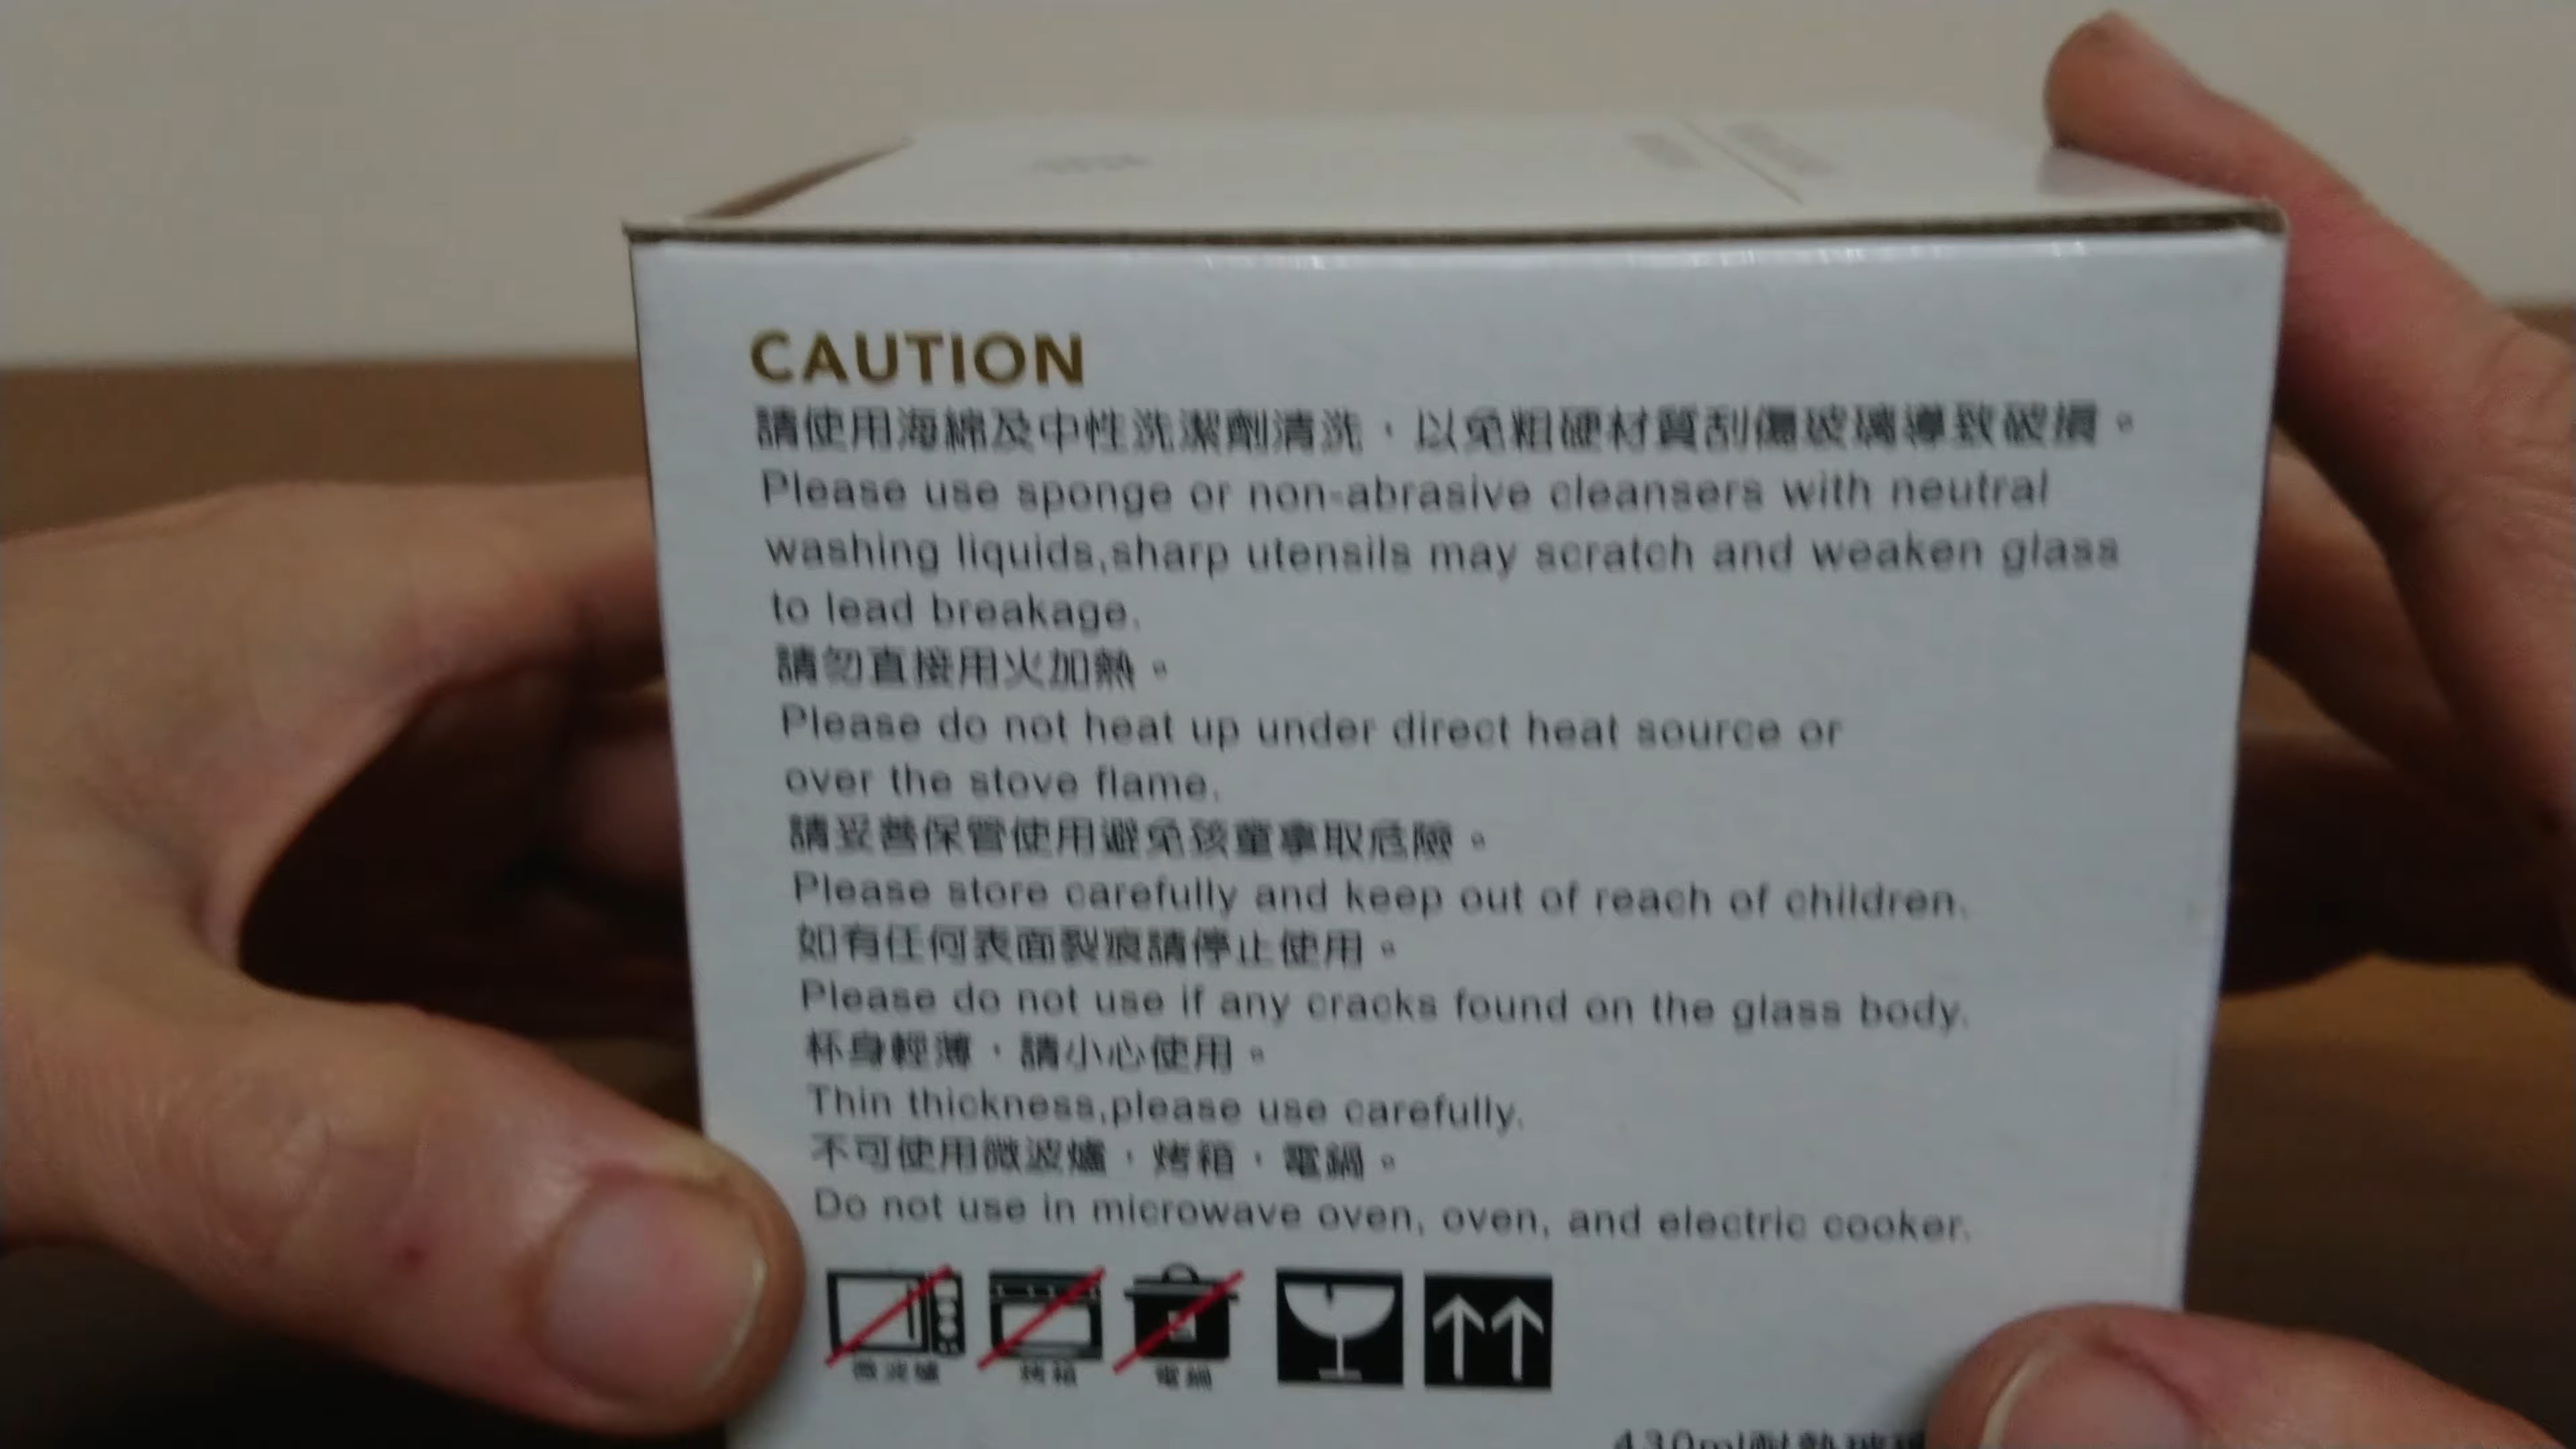 CAUTION
請使用海綿及中性洗潔劑清洗，以免粗硬材質刮傷玻璃導致破損。
Please use sponge or non-abrasive cleansers with neutral
washing liquids,sharp utensils may scratch and weaken glass
to lead breakage.
請勿直接用火加熱。
Please do not heat up under direct heat source or
over the stove flame.
請妥善保管使用避免孩童拿取危險。
Please store carefully and keep out of reach of children.
如有任何表面裂痕請停止使用。
Please do not use if any cracks found on the glass body.
杯身輕薄，請小心使用。
Thin thickness,please use carefully.
不可使用微波爐，烤箱，電鍋。
Do not use in microwave oven, oven, and electric cooker.
微波爐 烤箱 電鍋
430ml耐熱玻